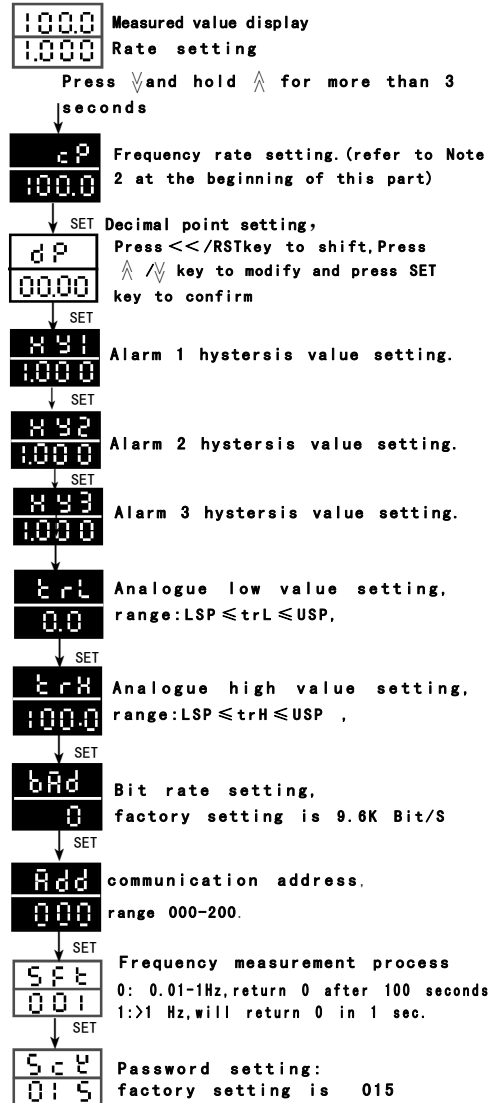 100.0 Measured value display
1.000 Rate setting
Press ︾and hold ︽ for more than 3
seconds
cP
100.0
Frequency rate setting.(refer to Note
2 at the beginning of this part)
SET
dP
00.00
Decimal point setting,
Press<</RSTkey to shift,Press
︽ /︾ key to modify and press SET
key to confirm
SET
HY1
1.000
Alarm 1 hystersis value setting.
SET
HY2
1.000
Alarm 2 hystersis value setting.
SET
HY3
1.000
Alarm 3 hystersis value setting.
trL
0.0
Analogue low value setting,
range:LSP≤trL≤USP,
SET
trH
100.0
Analogue high value setting,
range:LSP≤trH≤USP ,
SET
bAd
0
Bit rate setting,
factory setting is 9.6K Bit/S
SET
Add
000
communication address,
range 000-200.
SET
SFt
001
Frequency measurement process
0: 0.01-1Hz,return 0 after 100 seconds
1:>1 Hz,will return 0 in 1 sec.
SET
ScY
015
Password setting:
factory setting is 015